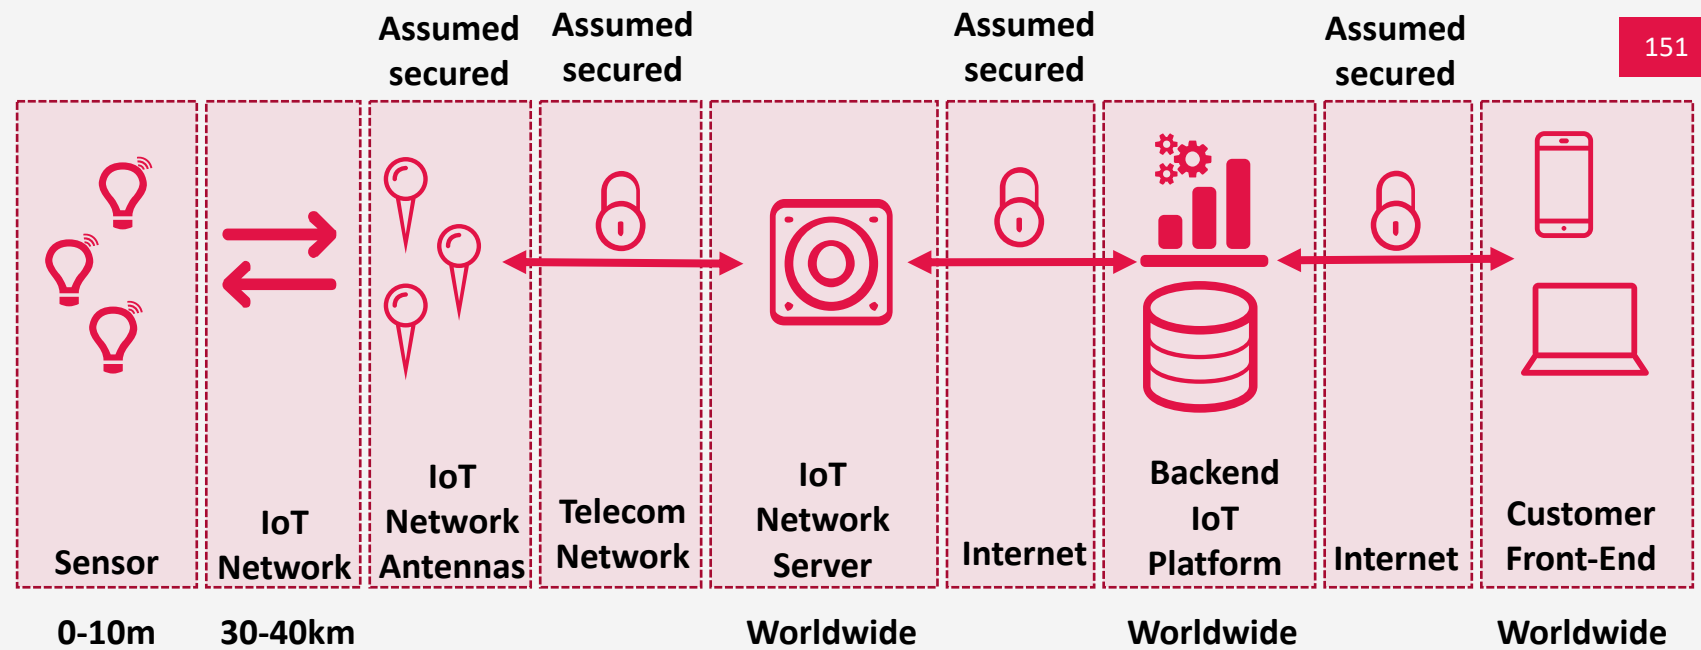 Assumed
secured
Assumed
secured
Assumed
secured
Assumed
secured
151
Sensor
IoT
Network
IoT
Network
Antennas
Telecom
Network
IoT
Network
Server
Internet
Backend
IoT
Platform
Internet
Customer
Front-End
0-10m
30-40km
Worldwide
Worldwide
Worldwide